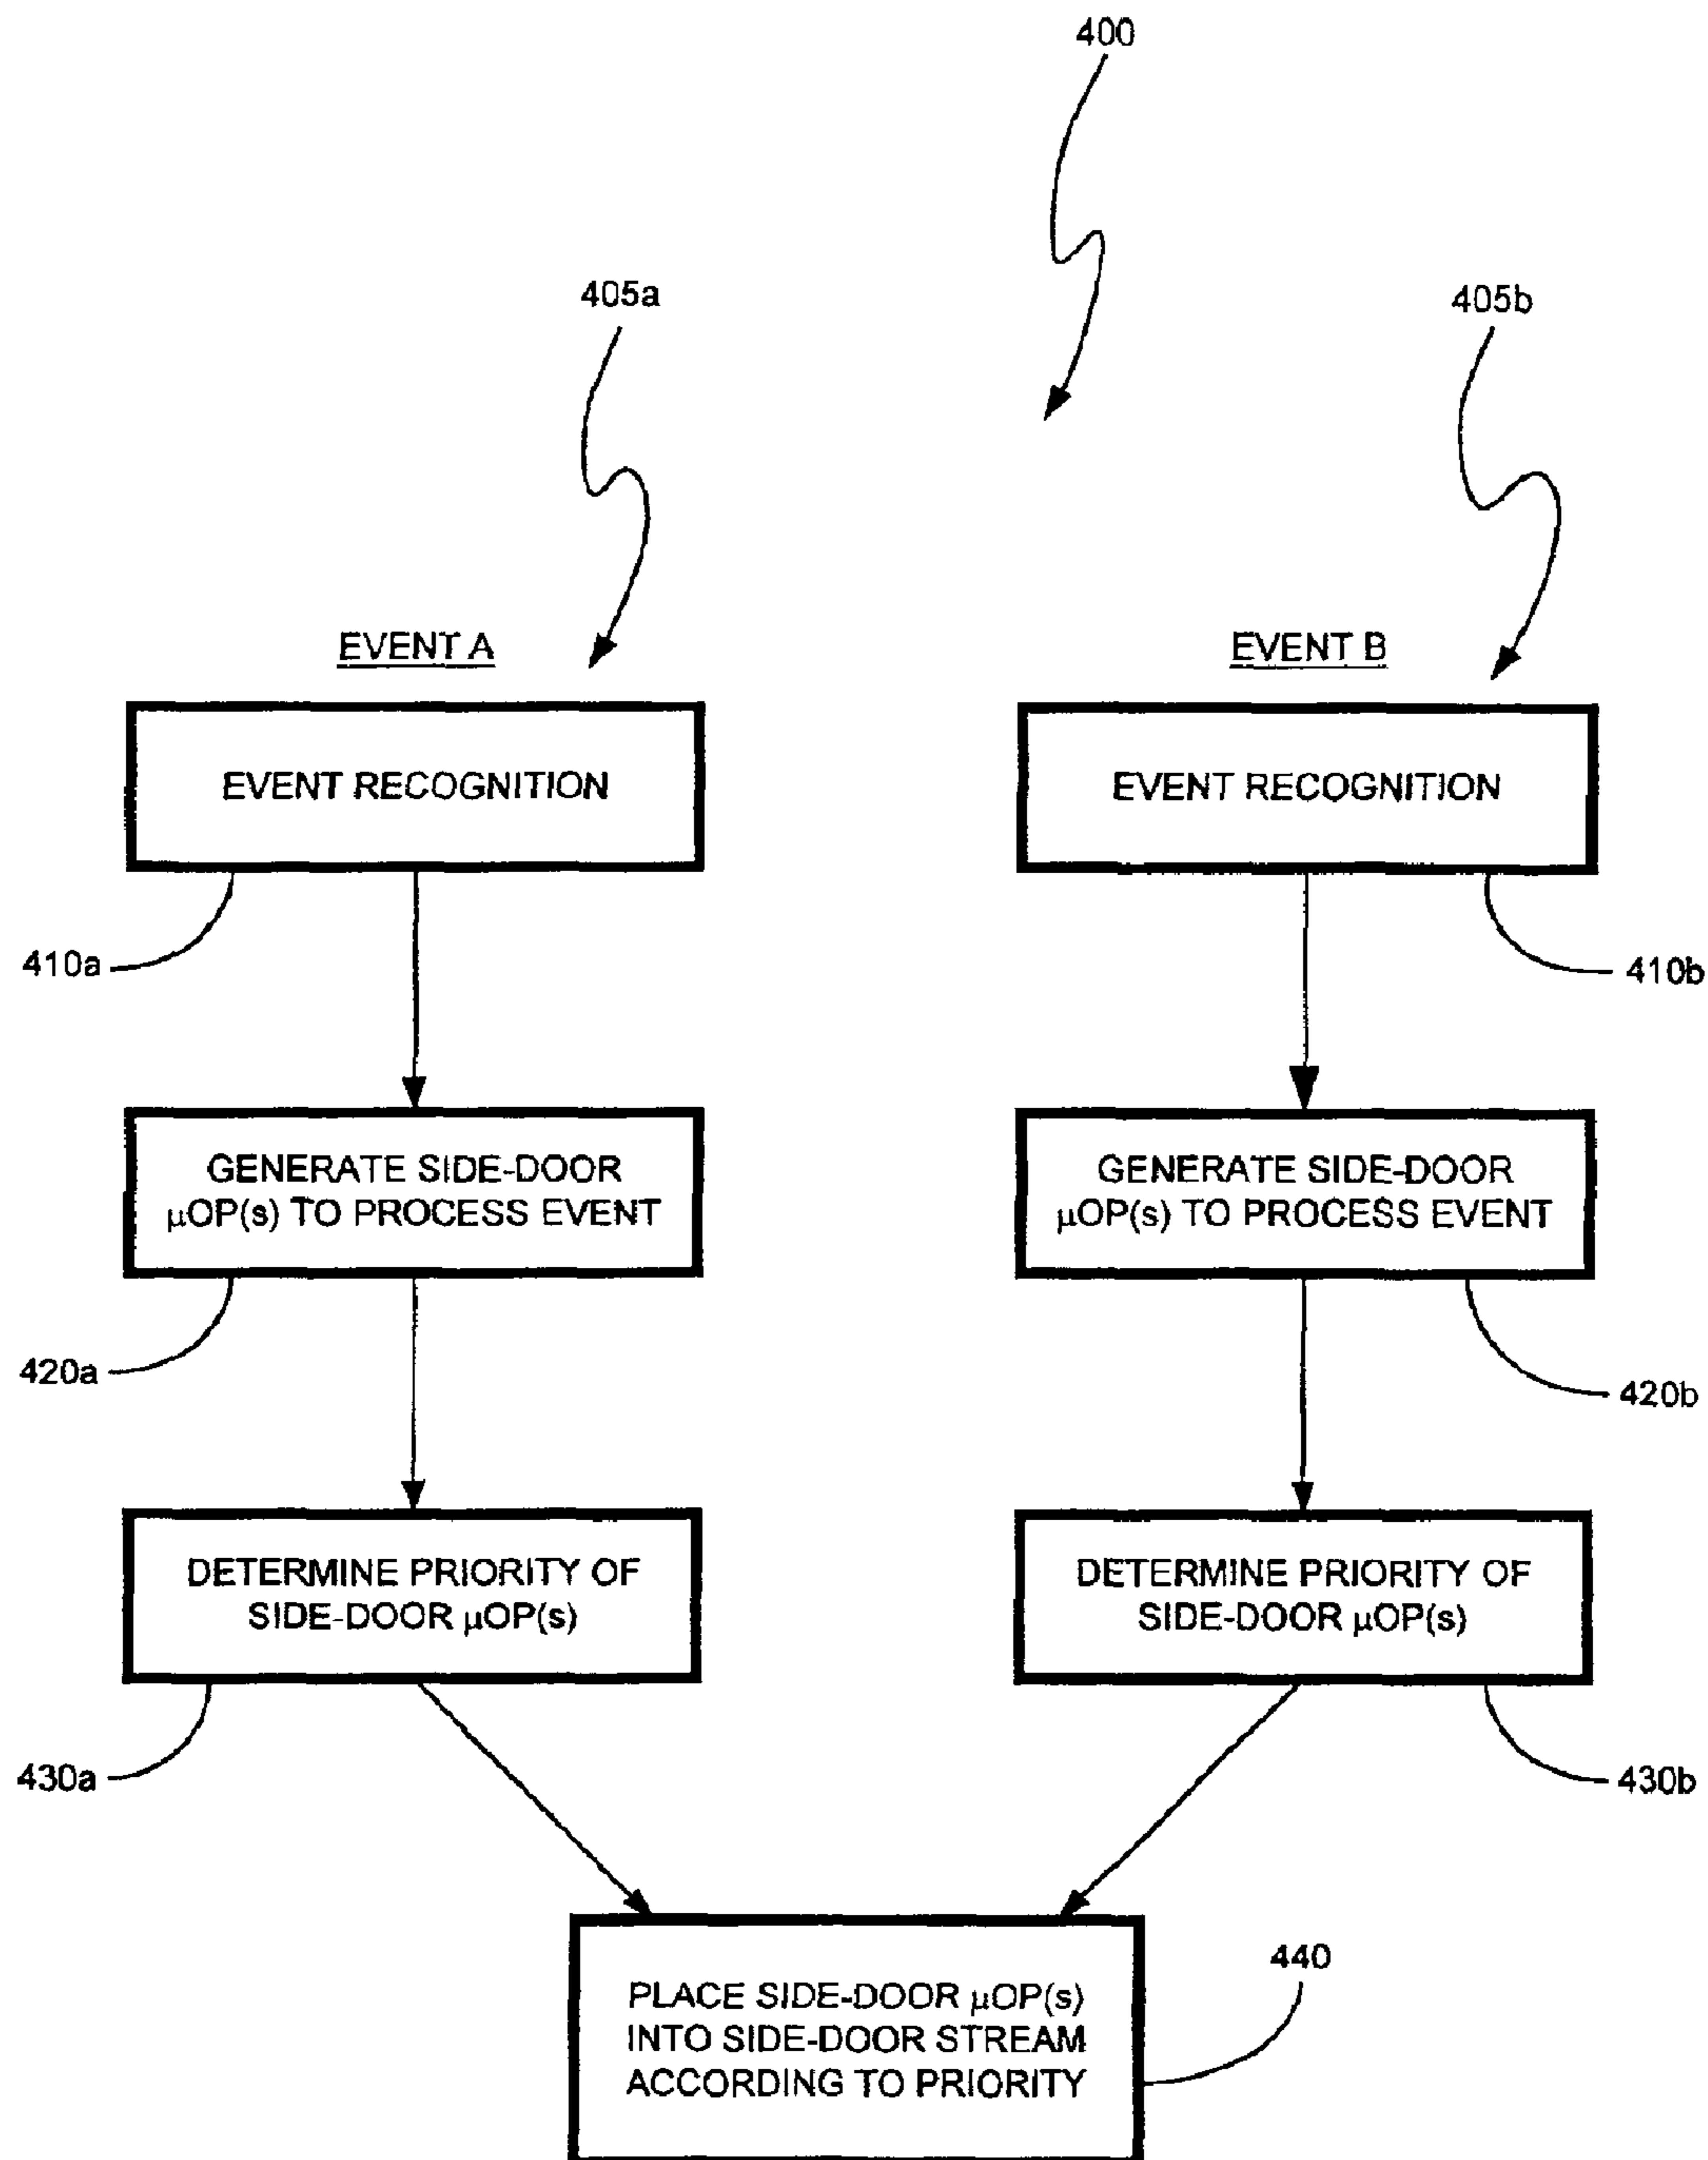 400
405a
405b
EVENT A
EVENT B
EVENT RECOGNITION
EVENT RECOGNITION
410a
410b
GENERATE SIDE-DOOR
µOP(s) TO PROCESS EVENT
GENERATE SIDE-DOOR
µOP(s) TO PROCESS EVENT
420a
420b
DETERMINE PRIORITY OF
SIDE-DOOR µOP(s)
DETERMINE PRIORITY OF
SIDE-DOOR µOP(s)
430a
430b
440
PLACE SIDE-DOOR µOP(s)
INTO SIDE-DOOR STREAM
ACCORDING TO PRIORITY